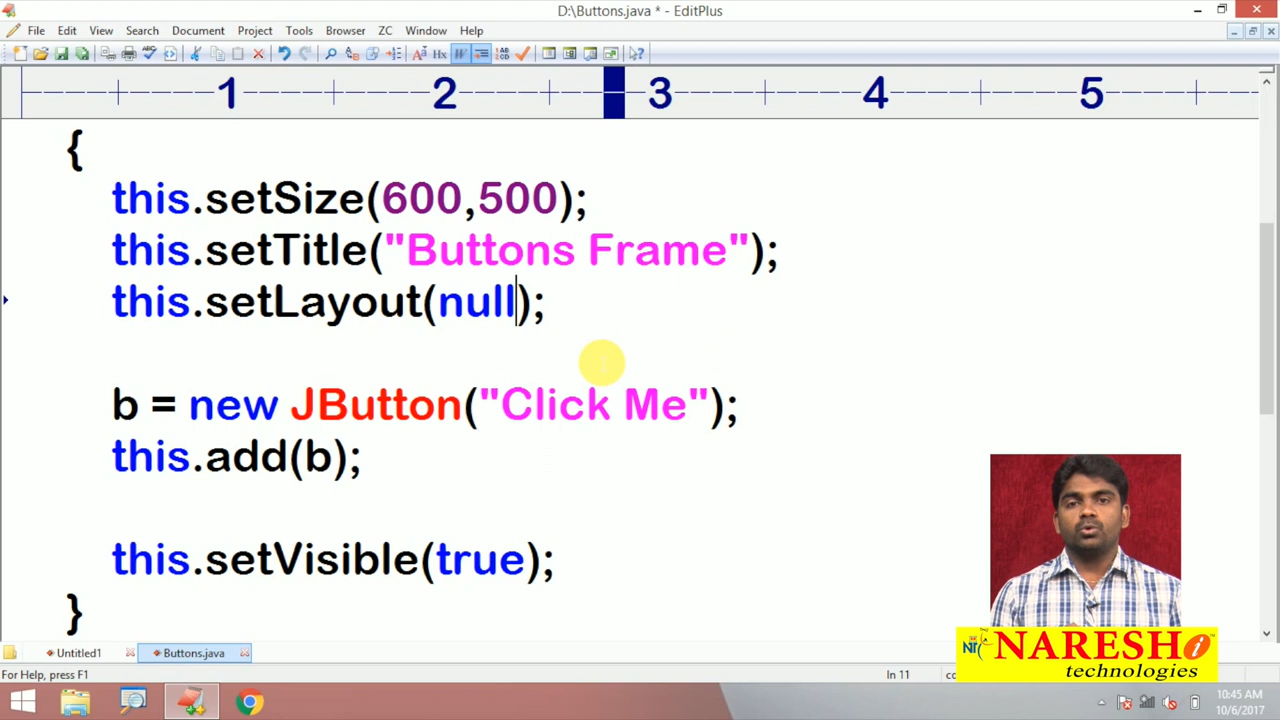 D:\Buttons.java * - EditPlus
File Edit View Search Document Project Tools Browser ZC Window Help
1 2 3 4 5
{
this.setSize(600,500);
this.setTitle("Buttons Frame");
this.setLayout(null);
b = new JButton("Click Me");
this.add(b);
this.setVisible(true);
}
NARESH i
technologies
Untitled1 Buttons.java
For Help, press F1
ln 11
10:45 AM
10/6/2017